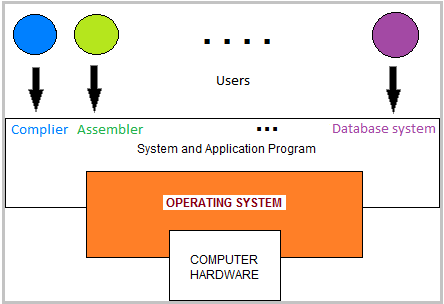 . . . .
Users
Complier Assembler ... Database system
System and Application Program
OPERATING SYSTEM
COMPUTER
HARDWARE